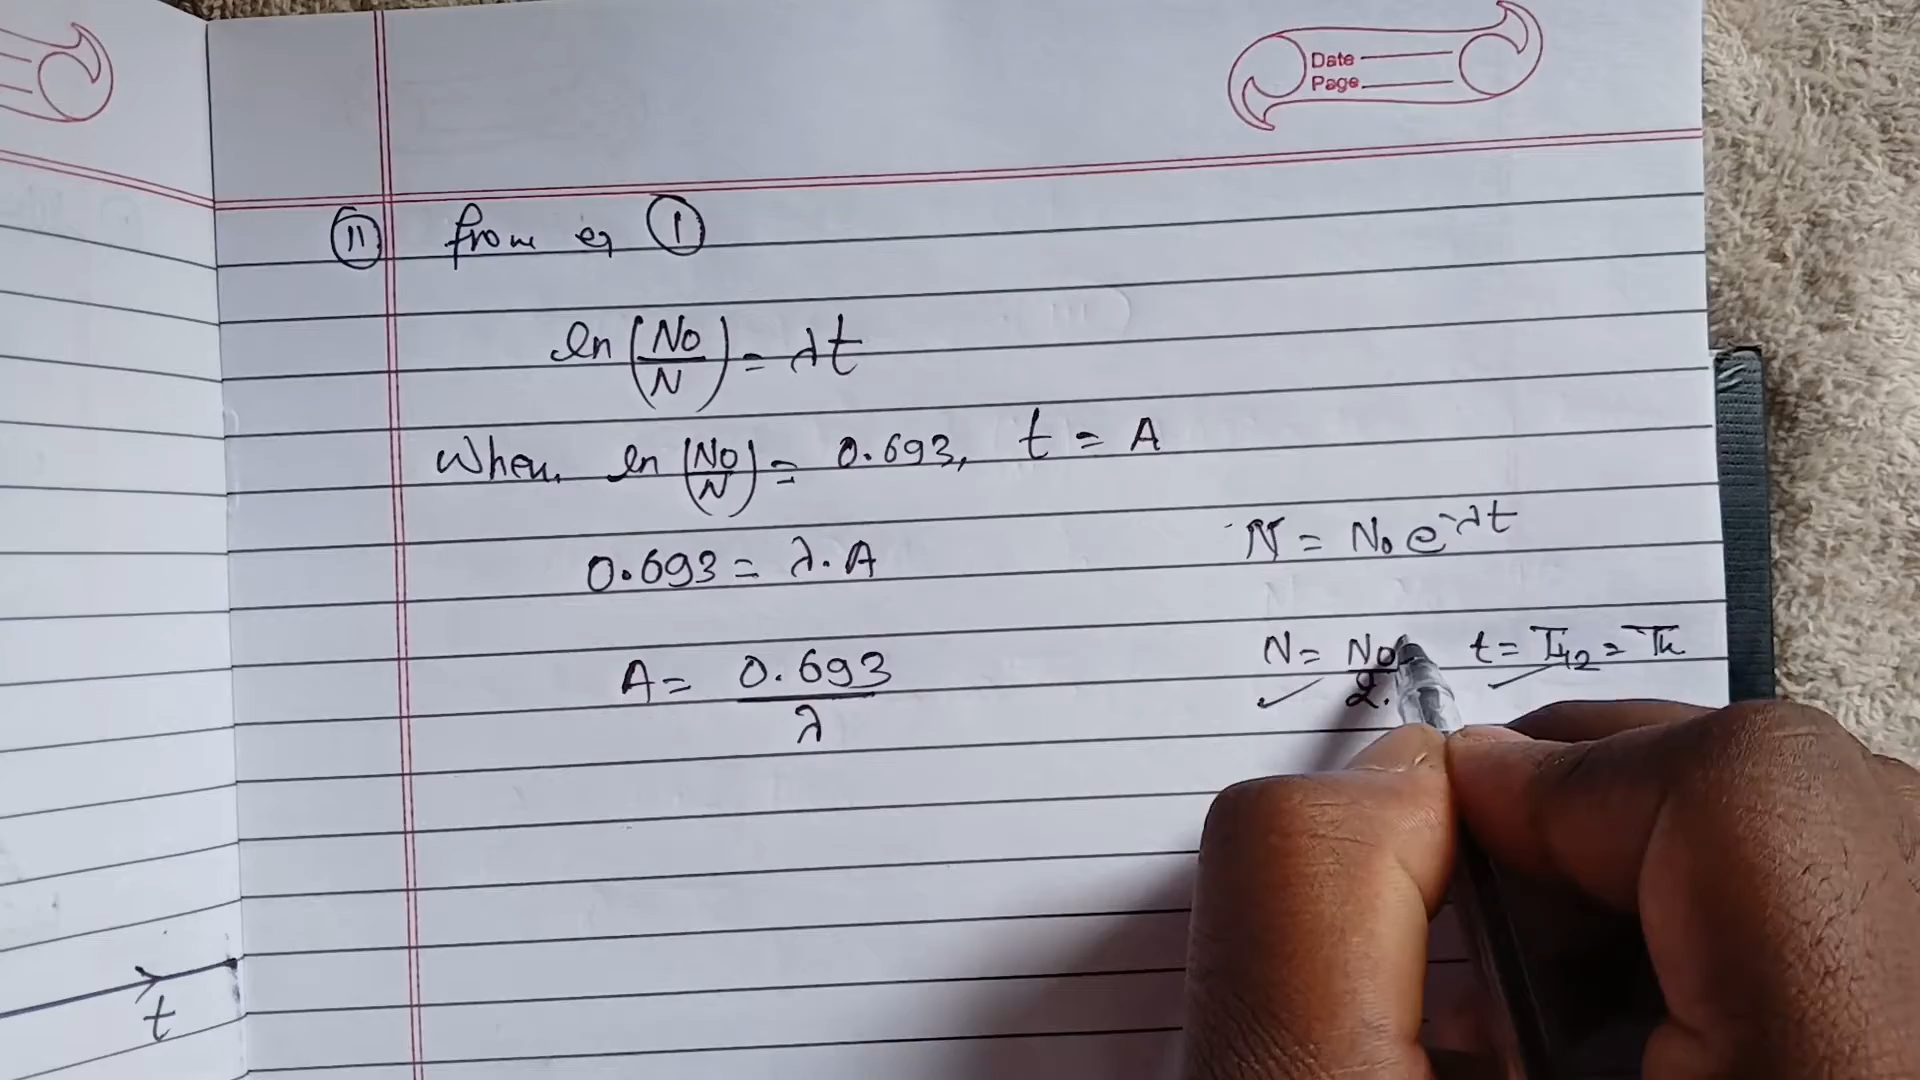 Date
Page
(II) from eq (1)
ln(No/N) = λt
When, ln(No/N) = 0.693, t = A
N = No e^-λt
0.693 = λ.A
N = No/2. t = T1/2 = Th
A = 0.693/λ
t